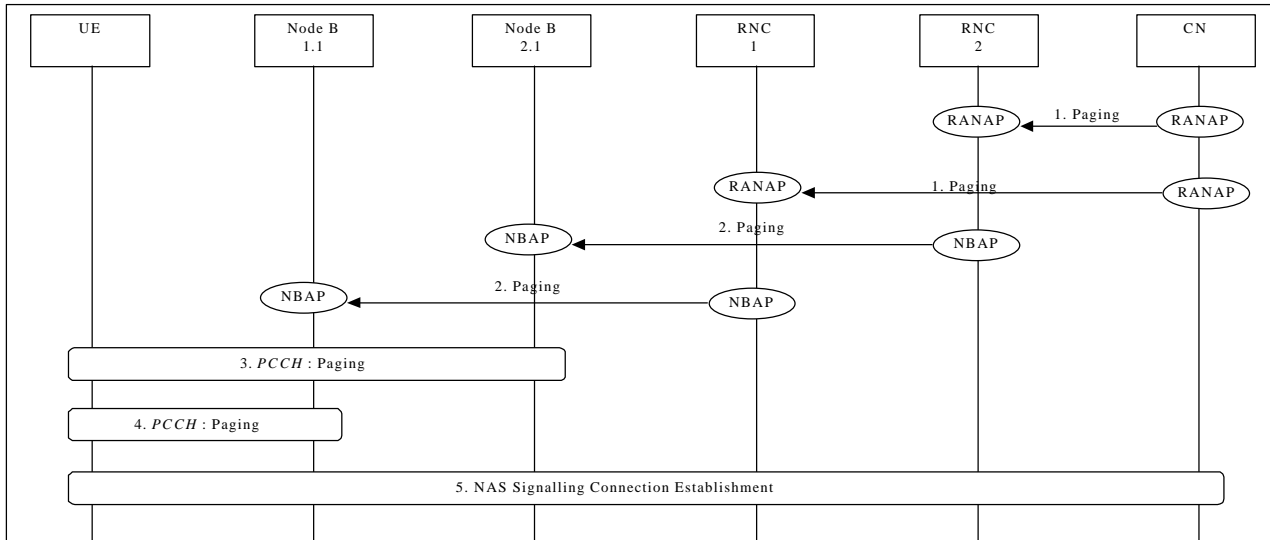 UE
Node B
1.1
Node B
2.1
RNC
1
RNC
2
CN
RANAP
1. Paging
RANAP
RANAP
1. Paging
RANAP
NBAP
2. Paging
NBAP
NBAP
2. Paging
NBAP
3. PCCH : Paging
4. PCCH : Paging
5. NAS Signalling Connection Establishment